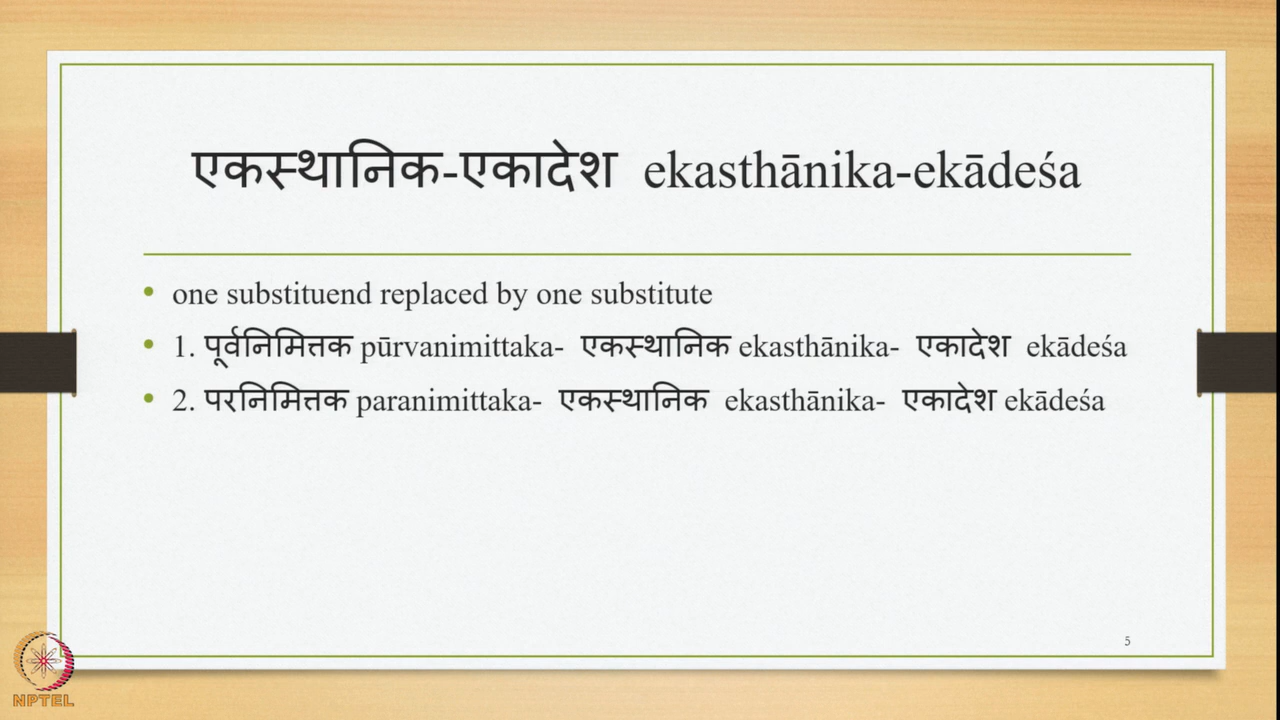 एकस्थानिक-एकादेश ekasthānika-ekādeśa
• one substituend replaced by one substitute
• 1. पूर्वनिमित्तक pūrvanimittaka- एकस्थानिक ekasthānika- एकादेश ekādeśa
• 2. परनिमित्तक paranimittaka- एकस्थानिक ekasthānika- एकादेश ekādeśa
5
NPTEL